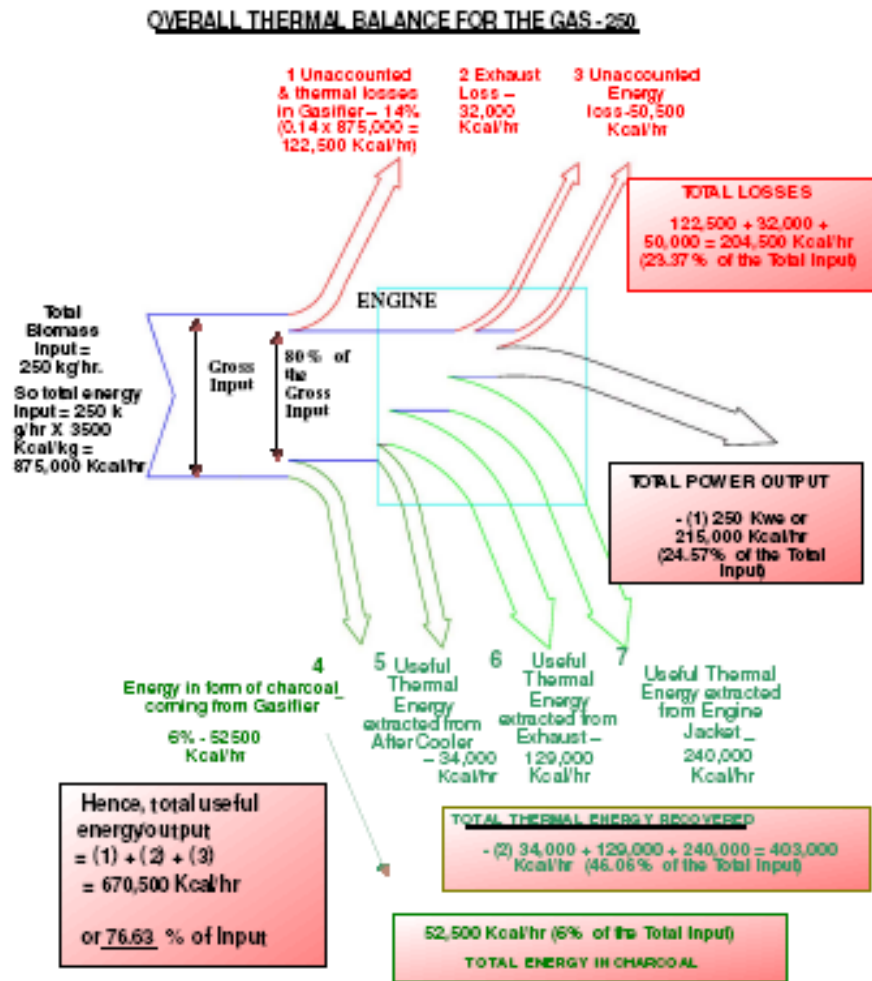 OVERALL THERMAL BALANCE FOR THE GAS - 250
1 Unaccounted
& thermal losses
in Gasifier – 14%
(0.14 x 875,000 =
122,500 Kcal/hr)
2 Exhaust
Loss –
32,000
Kcal/hr
3 Unaccounted
Energy
loss-50,500
Kcal/hr
TOTAL LOSSES
122,500 + 32,000 +
50,000 = 204,500 Kcal/hr
(23.37% of the Total Input)
ENGINE
Total
Biomass
Input =
250 kg/hr.
So total energy
Input = 250 k
g/hr X 3500
Kcal/kg =
875,000 Kcal/hr
Gross
Input
80% of
the
Gross
Input
TOTAL POWER OUTPUT
- (1) 250 Kwe or
215,000 Kcal/hr
(24.57% of the Total
Input)
4
Energy in form of charcoal
coming from Gasifier –
6% - 52500
Kcal/hr
5 Useful
Thermal
Energy
extracted from
After Cooler
– 34,000
Kcal/hr
6 Useful
Thermal
Energy
extracted from
Exhaust –
129,000
Kcal/hr
7
Useful Thermal
Energy extracted
from Engine
Jacket –
240,000
Kcal/hr
Hence, total useful
energy/output
= (1) + (2) + (3)
= 670,500 Kcal/hr
or 76.63 % of Input
TOTAL THERMAL ENERGY RECOVERED
- (2) 34,000 + 129,000 + 240,000 = 403,000
Kcal/hr (46.06% of the Total Input)
52,500 Kcal/hr (6% of the Total Input)
TOTAL ENERGY IN CHARCOAL